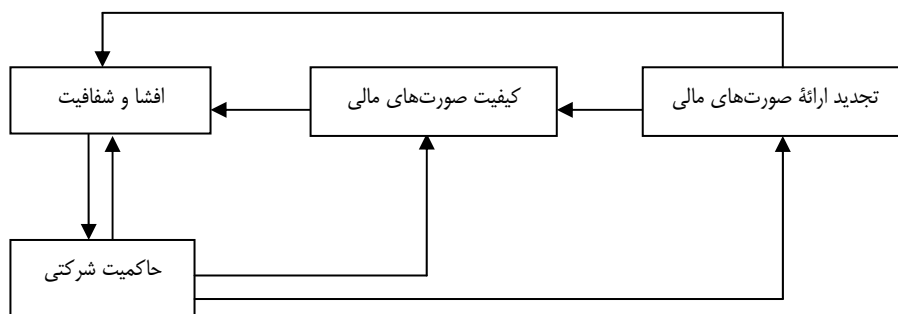 تجدید ارائهٔ صورت‌های مالی
کیفیت صورت‌های مالی
افشا و شفافیت
حاکمیت شرکتی